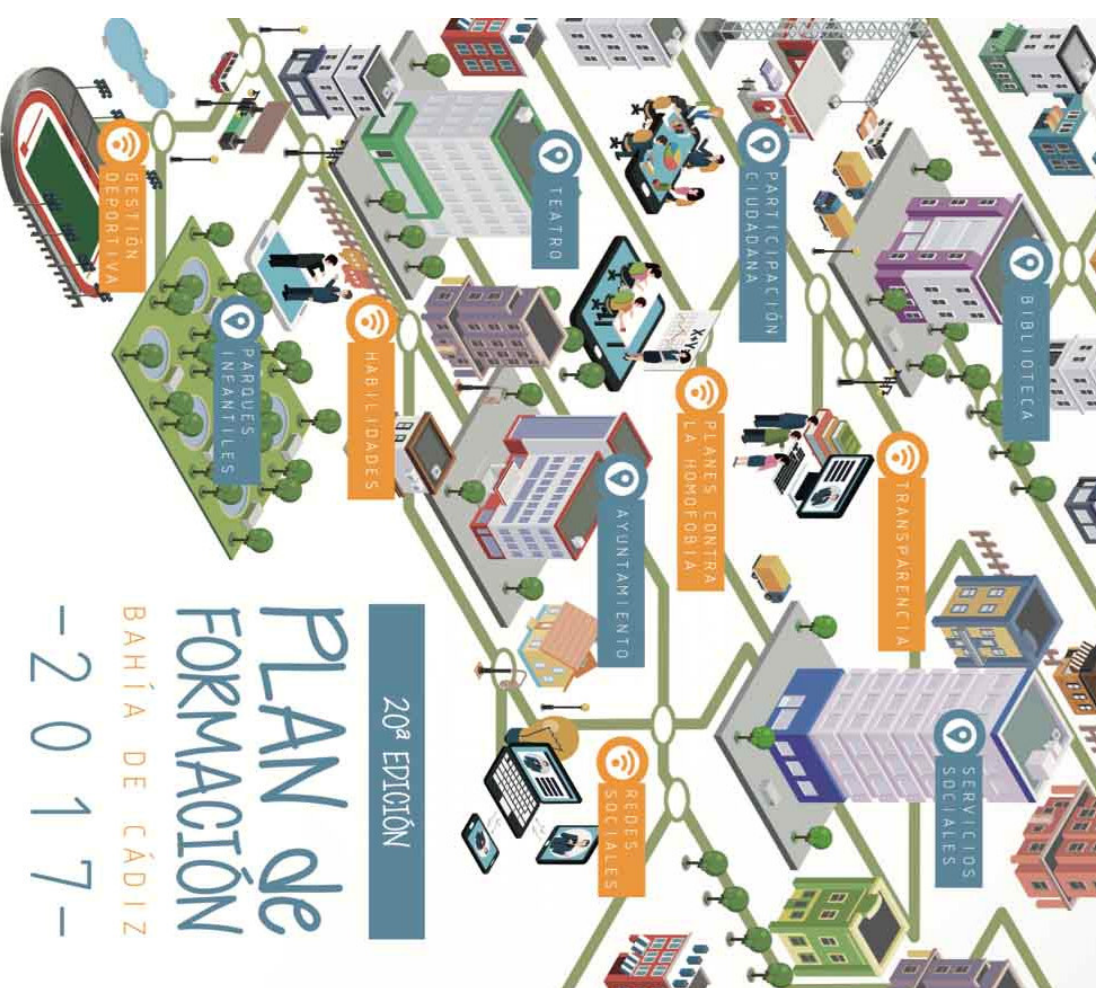 BIBLIOTECA
SERVICIOS
SOCIALES
TRANSPARENCIA
PARTICIPACIÓN
CIUDADANA
PLANES CONTRA
LA HOMOFOBIA
AYUNTAMIENTO
REDES
SOCIALES
TEATRO
HABILIDADES
PARQUES
INFANTILES
GESTIÓN
DEPORTIVA
20ª EDICIÓN
PLAN de
FORMACIÓN
BAHÍA DE CÁDIZ
-2017-